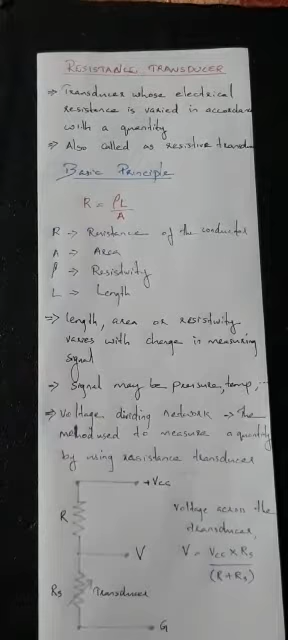 RESISTANCE TRANSDUCER
⇒ Transducer whose electrical
resistance is varied in accordan
with a quantity
⇒ Also called as resistive transdu
Basic Principle
R = ρL/A
R ⇒ Resistance of the conductor
A ⇒ Area
ρ ⇒ Resistivity
L ⇒ Length
⇒ Length, area or resistivity
varies with change in measuring
signal
⇒ Signal may be pressure, temp,..
⇒ Voltage dividing network → The
method used to measure a quantity
by using resistance transducer
+Vcc
R
Voltage across the
transducer,
V
V = Vcc × Rs / (R + Rs)
Rs
Transducer
G